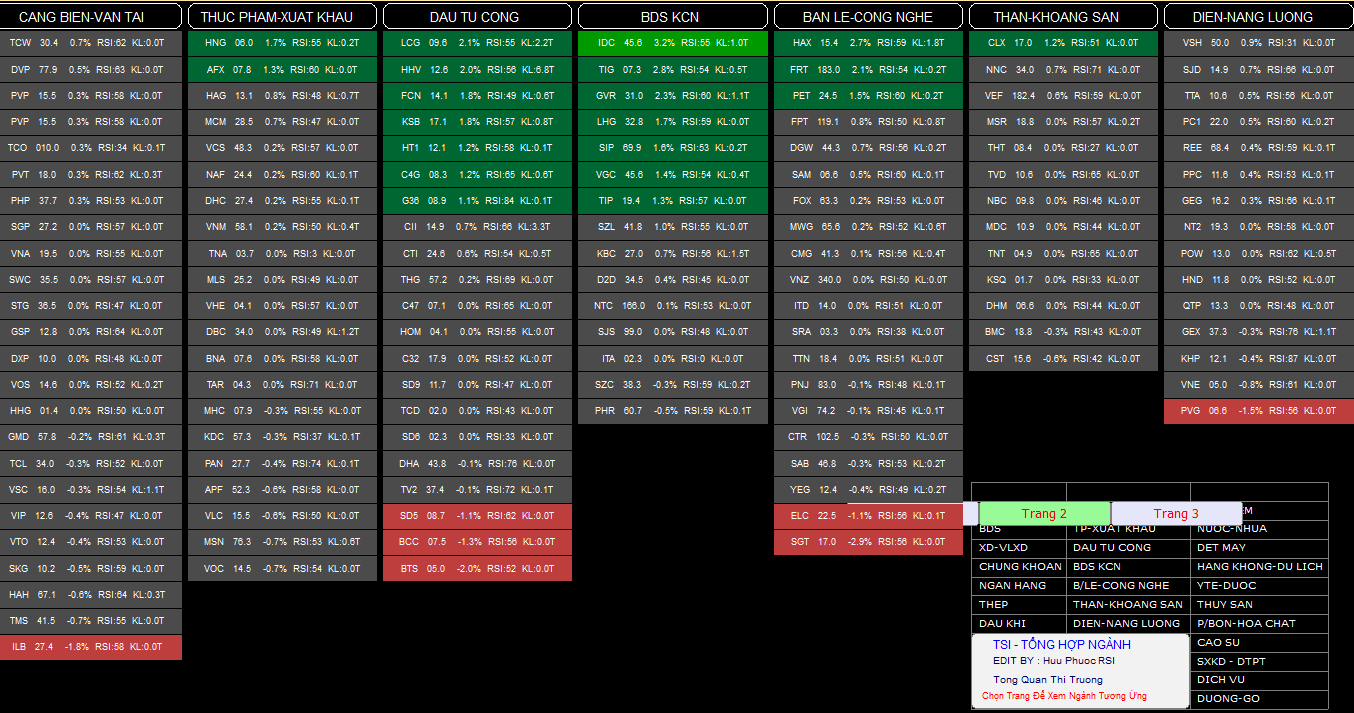 CANG BIEN-VAN TAI
TCW 30.4 0.7% RSI:62 KL:0.0T
DVP 77.9 0.5% RSI:63 KL:0.0T
PVP 15.5 0.3% RSI:58 KL:0.0T
PVP 15.5 0.3% RSI:58 KL:0.0T
TCO 010.0 0.3% RSI:34 KL:0.1T
PVT 18.0 0.3% RSI:62 KL:0.3T
PHP 37.7 0.3% RSI:53 KL:0.0T
SGP 27.2 0.0% RSI:57 KL:0.0T
VNA 19.5 0.0% RSI:55 KL:0.0T
SWC 35.5 0.0% RSI:57 KL:0.0T
STG 36.5 0.0% RSI:47 KL:0.0T
GSP 12.8 0.0% RSI:64 KL:0.0T
DXP 10.0 0.0% RSI:48 KL:0.0T
VOS 14.6 0.0% RSI:52 KL:0.2T
HHG 01.4 0.0% RSI:50 KL:0.0T
GMD 57.8 -0.2% RSI:61 KL:0.3T
TCL 34.0 -0.3% RSI:52 KL:0.0T
VSC 16.0 -0.3% RSI:54 KL:1.1T
VIP 12.6 -0.4% RSI:47 KL:0.0T
VTO 12.4 -0.4% RSI:53 KL:0.0T
SKG 10.2 -0.5% RSI:59 KL:0.0T
HAH 67.1 -0.6% RSI:64 KL:0.3T
TMS 41.5 -0.7% RSI:55 KL:0.0T
ILB 27.4 -1.8% RSI:58 KL:0.0T
THUC PHAM-XUAT KHAU
HNG 06.0 1.7% RSI:55 KL:0.2T
AFX 07.8 1.3% RSI:60 KL:0.0T
HAG 13.1 0.8% RSI:48 KL:0.7T
MCM 28.5 0.7% RSI:47 KL:0.0T
VCS 48.3 0.2% RSI:57 KL:0.0T
NAF 24.4 0.2% RSI:60 KL:0.1T
DHC 27.4 0.2% RSI:55 KL:0.1T
VNM 58.1 0.2% RSI:50 KL:0.4T
TNA 03.7 0.0% RSI:3 KL:0.0T
MLS 25.2 0.0% RSI:49 KL:0.0T
VHE 04.1 0.0% RSI:57 KL:0.0T
DBC 34.0 0.0% RSI:49 KL:1.2T
BNA 07.6 0.0% RSI:58 KL:0.0T
TAR 04.3 0.0% RSI:71 KL:0.0T
MHC 07.9 -0.3% RSI:55 KL:0.0T
KDC 57.3 -0.3% RSI:37 KL:0.1T
PAN 27.7 -0.4% RSI:74 KL:0.1T
APF 52.3 -0.6% RSI:58 KL:0.0T
VLC 15.5 -0.6% RSI:50 KL:0.0T
MSN 76.3 -0.7% RSI:53 KL:0.6T
VOC 14.5 -0.7% RSI:54 KL:0.0T
DAU TU CONG
LCG 09.6 2.1% RSI:55 KL:2.2T
HHV 12.6 2.0% RSI:56 KL:6.8T
FCN 14.1 1.8% RSI:49 KL:0.6T
KSB 17.1 1.8% RSI:57 KL:0.8T
HT1 12.1 1.2% RSI:58 KL:0.1T
C4G 08.3 1.2% RSI:65 KL:0.6T
G36 08.9 1.1% RSI:84 KL:0.1T
CII 14.9 0.7% RSI:66 KL:3.3T
CTI 24.6 0.6% RSI:54 KL:0.5T
THG 57.2 0.2% RSI:69 KL:0.0T
C47 07.1 0.0% RSI:65 KL:0.0T
HOM 04.1 0.0% RSI:55 KL:0.0T
C32 17.9 0.0% RSI:52 KL:0.0T
SD9 11.7 0.0% RSI:47 KL:0.0T
TCD 02.0 0.0% RSI:43 KL:0.0T
SD6 02.3 0.0% RSI:33 KL:0.0T
DHA 43.8 -0.1% RSI:76 KL:0.0T
TV2 37.4 -0.1% RSI:72 KL:0.1T
SD5 08.7 -1.1% RSI:62 KL:0.0T
BCC 07.5 -1.3% RSI:56 KL:0.0T
BTS 05.0 -2.0% RSI:52 KL:0.0T
BDS KCN
IDC 45.6 3.2% RSI:55 KL:1.0T
TIG 07.3 2.8% RSI:54 KL:0.5T
GVR 31.0 2.3% RSI:60 KL:1.1T
LHG 32.8 1.7% RSI:59 KL:0.0T
SIP 69.9 1.6% RSI:53 KL:0.2T
VGC 45.6 1.4% RSI:54 KL:0.4T
TIP 19.4 1.3% RSI:57 KL:0.0T
SZL 41.8 1.0% RSI:55 KL:0.0T
KBC 27.0 0.7% RSI:56 KL:1.5T
D2D 34.5 0.4% RSI:45 KL:0.0T
NTC 166.0 0.1% RSI:53 KL:0.0T
SJS 99.0 0.0% RSI:48 KL:0.0T
ITA 02.3 0.0% RSI:0 KL:0.0T
SZC 38.3 -0.3% RSI:59 KL:0.2T
PHR 60.7 -0.5% RSI:59 KL:0.1T
BAN LE-CONG NGHE
HAX 15.4 2.7% RSI:59 KL:1.8T
FRT 183.0 2.1% RSI:54 KL:0.2T
PET 24.5 1.5% RSI:60 KL:0.2T
FPT 119.1 0.8% RSI:50 KL:0.8T
DGW 44.3 0.7% RSI:56 KL:0.2T
SAM 06.6 0.5% RSI:60 KL:0.1T
FOX 63.3 0.2% RSI:53 KL:0.0T
MWG 65.6 0.2% RSI:52 KL:0.6T
CMG 41.3 0.1% RSI:56 KL:0.4T
VNZ 340.0 0.0% RSI:50 KL:0.0T
ITD 14.0 0.0% RSI:51 KL:0.0T
SRA 03.3 0.0% RSI:38 KL:0.0T
TTN 18.4 0.0% RSI:51 KL:0.0T
PNJ 83.0 -0.1% RSI:48 KL:0.1T
VGI 74.2 -0.1% RSI:45 KL:0.1T
CTR 102.5 -0.3% RSI:50 KL:0.0T
SAB 46.8 -0.3% RSI:53 KL:0.2T
YEG 12.4 -0.4% RSI:49 KL:0.2T
ELC 22.5 -1.1% RSI:56 KL:0.1T
SGT 17.0 -2.9% RSI:56 KL:0.0T
THAN-KHOANG SAN
CLX 17.0 1.2% RSI:51 KL:0.0T
NNC 34.0 0.7% RSI:71 KL:0.0T
VEF 182.4 0.6% RSI:59 KL:0.0T
MSR 18.8 0.0% RSI:57 KL:0.2T
THT 08.4 0.0% RSI:27 KL:0.0T
TVD 10.6 0.0% RSI:65 KL:0.0T
NBC 09.8 0.0% RSI:46 KL:0.0T
MDC 10.9 0.0% RSI:44 KL:0.0T
TNT 04.9 0.0% RSI:65 KL:0.0T
KSQ 01.7 0.0% RSI:33 KL:0.0T
DHM 06.6 0.0% RSI:44 KL:0.0T
BMC 18.8 -0.3% RSI:43 KL:0.0T
CST 15.6 -0.6% RSI:42 KL:0.0T
DIEN-NANG LUONG
VSH 50.0 0.9% RSI:31 KL:0.0T
SJD 14.9 0.7% RSI:66 KL:0.0T
TTA 10.6 0.5% RSI:56 KL:0.0T
PC1 22.0 0.5% RSI:60 KL:0.2T
REE 68.4 0.4% RSI:59 KL:0.1T
PPC 11.6 0.4% RSI:53 KL:0.1T
GEG 16.2 0.3% RSI:66 KL:0.1T
NT2 19.3 0.0% RSI:58 KL:0.0T
POW 13.0 0.0% RSI:62 KL:0.5T
HND 11.8 0.0% RSI:52 KL:0.0T
QTP 13.3 0.0% RSI:48 KL:0.0T
GEX 37.3 -0.3% RSI:76 KL:1.1T
KHP 12.1 -0.4% RSI:87 KL:0.0T
VNE 05.0 -0.8% RSI:61 KL:0.0T
PVG 06.6 -1.5% RSI:56 KL:0.0T
Trang 2 Trang 3
BDS TP-XUAT KHAU NUOC-NHUA
XD-VLXD DAU TU CONG DET MAY
CHUNG KHOAN BDS KCN HANG KHONG-DU LICH
NGAN HANG B/LE-CONG NGHE YTE-DUOC
THEP THAN-KHOANG SAN THUY SAN
DAU KHI DIEN-NANG LUONG P/BON-HOA CHAT
CAO SU
SXKD - DTPT
DICH VU
DUONG-GO
TSI - TỔNG HỢP NGÀNH
EDIT BY : Huu Phuoc RSI
Tong Quan Thi Truong
Chọn Trang Để Xem Ngành Tương Ứng